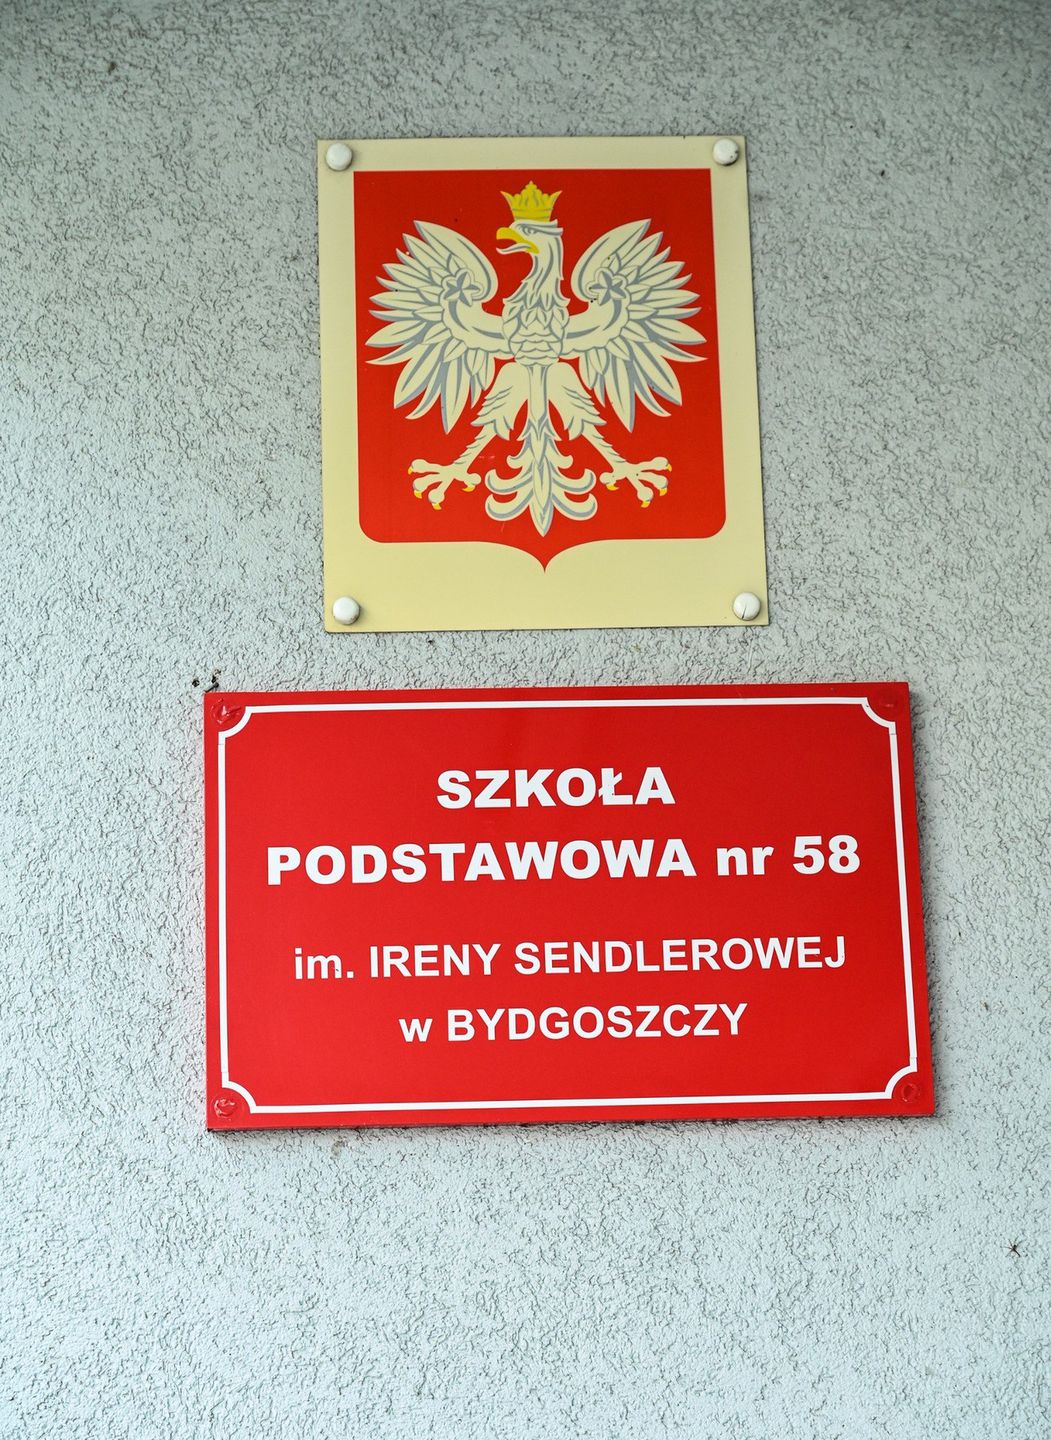 SZKOŁA
PODSTAWOWA nr 58
im. IRENY SENDLEROWEJ
w BYDGOSZCZY